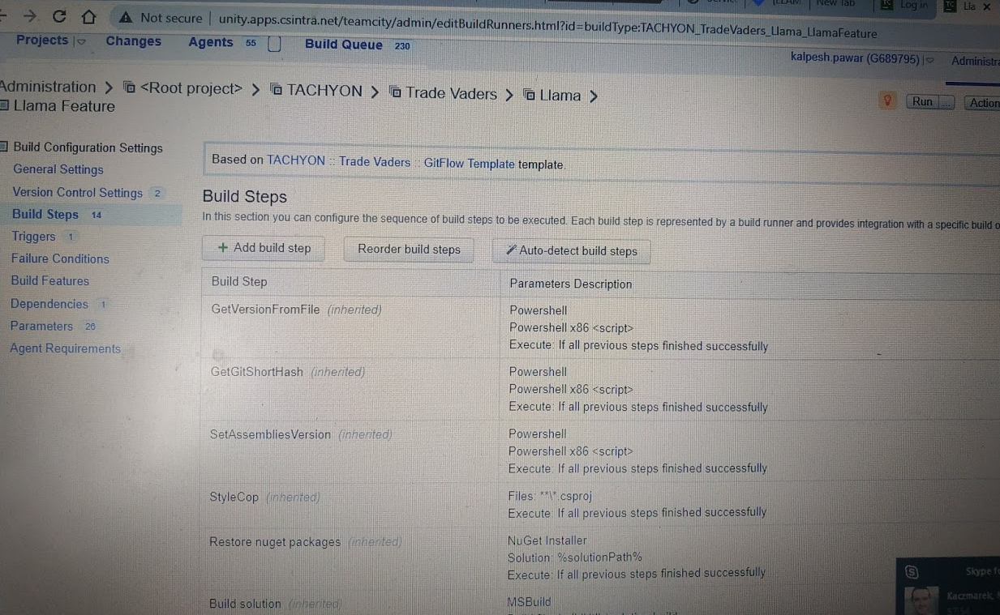 Log in
New Tab
Lla
Not secure | unity.apps.csintra.net/teamcity/admin/editBuildRunners.html?id=buildType:TACHYON_TradeVaders_Llama_LlamaFeature
Projects Changes Agents 55 Build Queue 230
kalpesh.pawar (G689795) Administra
Administration > <Root project> > TACHYON > Trade Vaders > Llama >
Llama Feature
Run ... Action
Build Configuration Settings
General Settings
Version Control Settings 2
Build Steps 14
Triggers 1
Failure Conditions
Build Features
Dependencies 1
Parameters 26
Agent Requirements
Based on TACHYON :: Trade Vaders :: GitFlow Template template.
Build Steps
In this section you can configure the sequence of build steps to be executed. Each build step is represented by a build runner and provides integration with a specific build o
+ Add build step Reorder build steps Auto-detect build steps
Build Step Parameters Description
GetVersionFromFile (inherited)
Powershell
Powershell x86 <script>
Execute: If all previous steps finished successfully
GetGitShortHash (inherited)
Powershell
Powershell x86 <script>
Execute: If all previous steps finished successfully
SetAssembliesVersion (inherited)
Powershell
Powershell x86 <script>
Execute: If all previous steps finished successfully
StyleCop (inherited)
Files: **\*.csproj
Execute: If all previous steps finished successfully
Restore nuget packages (inherited)
NuGet Installer
Solution: %solutionPath%
Execute: If all previous steps finished successfully
Build solution (inherited)
MSBuild
Skype f
Kaczmarek,